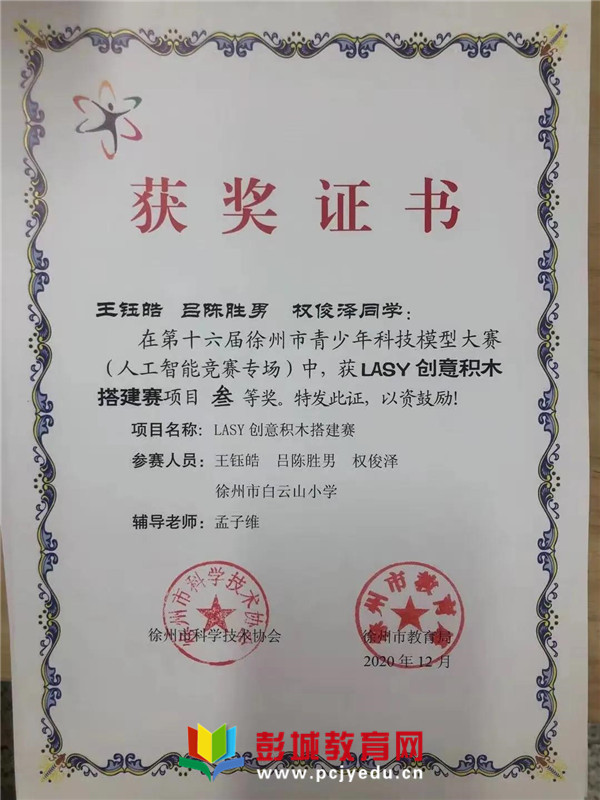 获奖证书
王钰皓 吕陈胜男 权俊泽同学：
在第十六届徐州市青少年科技模型大赛
（人工智能竞赛专场）中，获LASY创意积木
搭建赛项目 叁 等奖。特发此证，以资鼓励！
项目名称：LASY创意积木搭建赛
参赛人员：王钰皓 吕陈胜男 权俊泽
徐州市白云山小学
辅导老师：孟子维
徐州市科学技术协会
徐州市科学技术协会
徐州市教育局
徐州市教育局
2020年12月
彭城教育网
www.pcjyedu.cn